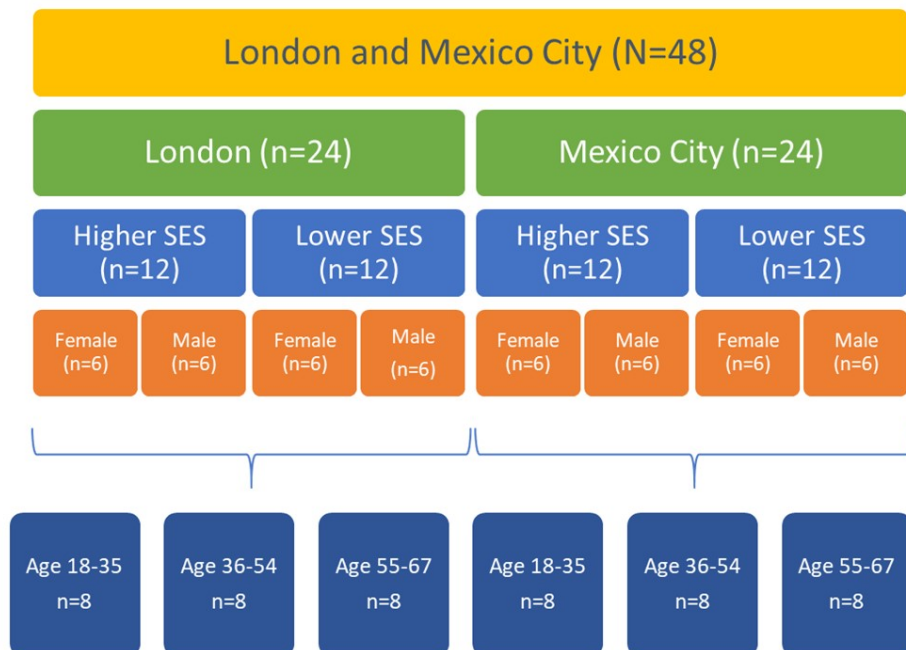 London and Mexico City (N=48)
London (n=24)
Mexico City (n=24)
Higher SES
(n=12)
Lower SES
(n=12)
Higher SES
(n=12)
Lower SES
(n=12)
Female
(n=6)
Male
(n=6)
Female
(n=6)
Male
(n=6)
Female
(n=6)
Male
(n=6)
Female
(n=6)
Male
(n=6)
Age 18-35
n=8
Age 36-54
n=8
Age 55-67
n=8
Age 18-35
n=8
Age 36-54
n=8
Age 55-67
n=8